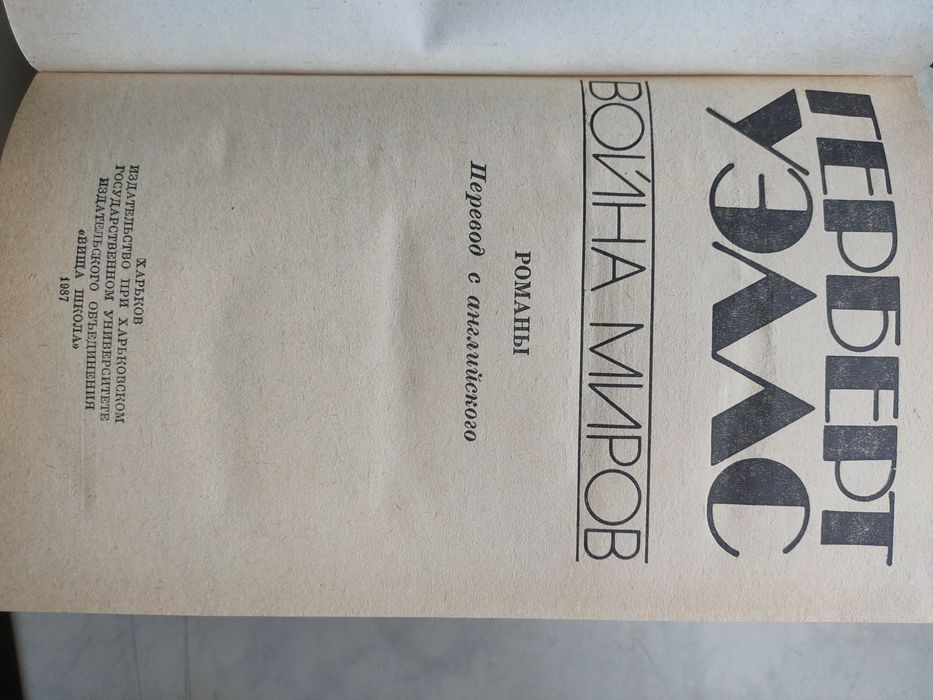 ГЕРБЕРТ
УЭЛЛС
ВОЙНА МИРОВ
РОМАНЫ
Перевод с английского
ХАРЬКОВ
ИЗДАТЕЛЬСТВО ПРИ ХАРЬКОВСКОМ
ГОСУДАРСТВЕННОМ УНИВЕРСИТЕТЕ
ИЗДАТЕЛЬСКОГО ОБЪЕДИНЕНИЯ
«ВИЩА ШКОЛА»
1987